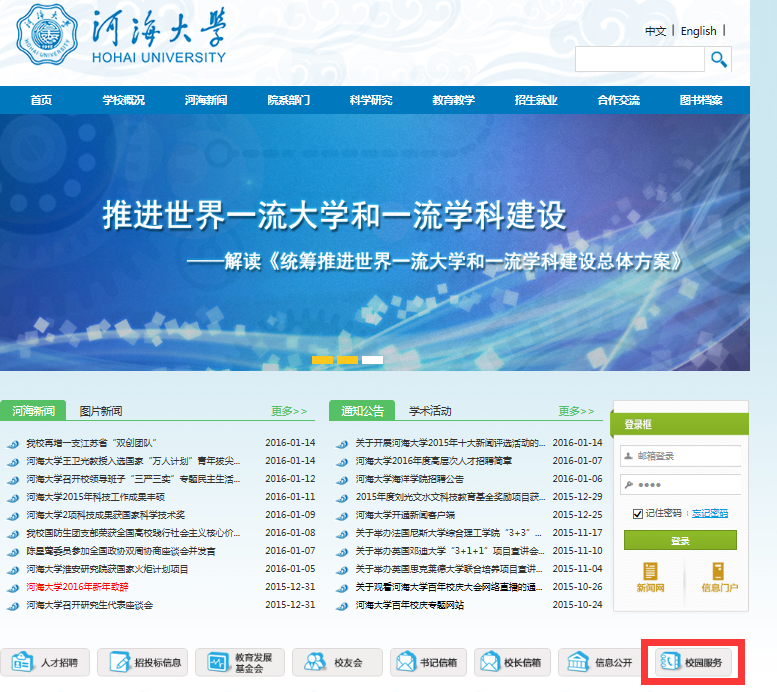 河海大学
HOHAI UNIVERSITY
中文 | English |
首页 学校概况 河海新闻 院系部门 科学研究 教育教学 招生就业 合作交流 图书档案
推进世界一流大学和一流学科建设
——解读《统筹推进世界一流大学和一流学科建设总体方案》
河海新闻 图片新闻 更多>>
我校再增一支江苏省“双创团队” 2016-01-14
河海大学王卫光教授入选国家“万人计划”青年拔尖... 2016-01-14
河海大学召开校领导班子“三严三实”专题民主生活... 2016-01-12
河海大学2015年科技工作成果丰硕 2016-01-11
河海大学2项科技成果获国家科学技术奖 2016-01-09
我校国防生团支部荣获全国高校践行社会主义核心价... 2016-01-08
陈星莺委员参加全国政协双周协商座谈会并发言 2016-01-07
河海大学淮安研究院获国家火炬计划项目 2016-01-05
河海大学2016年新年致辞 2015-12-31
河海大学召开研究生代表座谈会 2015-12-31
通知公告 学术活动 更多>>
关于开展河海大学2015年十大新闻评选活动的... 2016-01-14
河海大学2016年度高层次人才招聘简章 2016-01-07
河海大学海洋学院招聘公告 2016-01-06
2015年度刘光文水文科技教育基金奖励项目获... 2015-12-29
河海大学开通新闻客户端 2015-12-25
关于举办法国尼斯大学综合理工学院“3+3”... 2015-11-17
关于举办英国邓迪大学“3+1+1”项目宣讲会... 2015-11-10
关于举办英国思克莱德大学联合培养项目宣讲... 2015-11-04
关于观看河海大学百年校庆大会网络直播的通... 2015-10-26
河海大学百年校庆专题网站 2015-10-24
登录框
邮箱登录
●●●●
记住密码：忘记密码
登录
新闻网 信息门户
人才招聘 招投标信息 教育发展
基金会 校友会 书记信箱 校长信箱 信息公开 校园服务